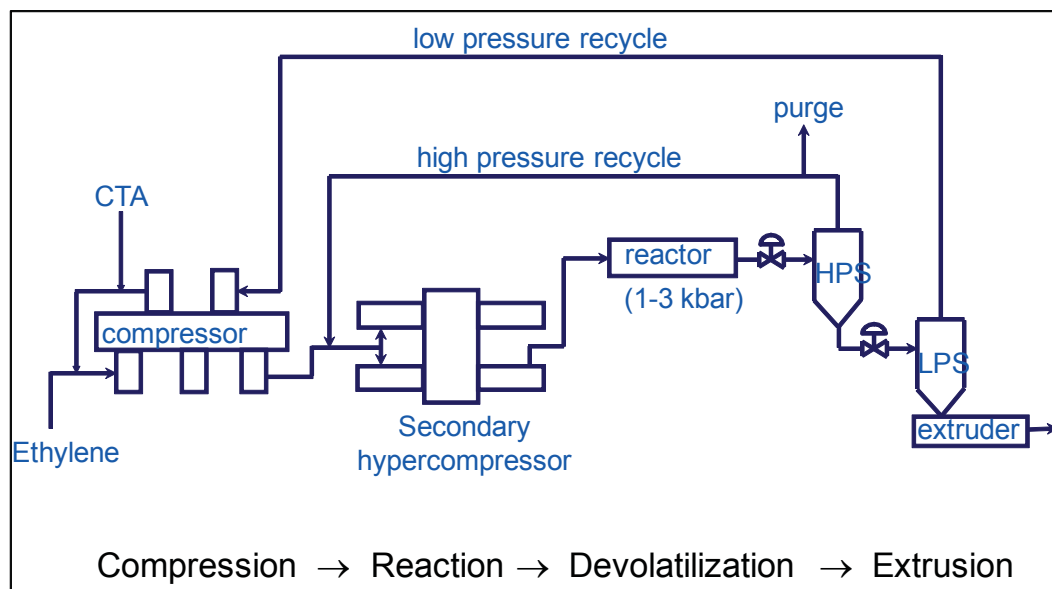 low pressure recycle
purge
high pressure recycle
CTA
reactor
HPS
(1-3 kbar)
compressor
LPS
Secondary
hypercompressor
extruder
Ethylene
Compression → Reaction → Devolatilization → Extrusion